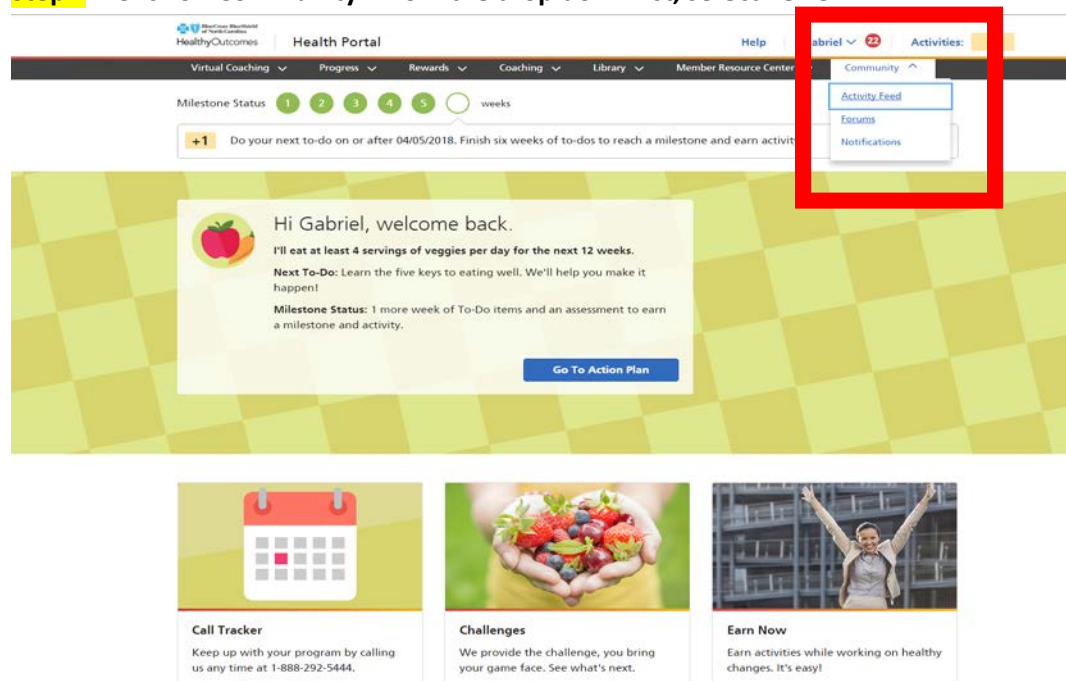 BlueCross BlueShield
of North Carolina
HealthyOutcomes Health Portal Help abriel 22 Activities:
Virtual Coaching Progress Rewards Coaching Library Member Resource Center Community
Activity Feed
Forums
Notifications
Milestone Status 1 2 3 4 5 weeks
+1 Do your next to-do on or after 04/05/2018. Finish six weeks of to-dos to reach a milestone and earn activit
Hi Gabriel, welcome back.
I'll eat at least 4 servings of veggies per day for the next 12 weeks.
Next To-Do: Learn the five keys to eating well. We'll help you make it
happen!
Milestone Status: 1 more week of To-Do items and an assessment to earn
a milestone and activity.
Go To Action Plan
Call Tracker
Keep up with your program by calling
us any time at 1-888-292-5444.
Challenges
We provide the challenge, you bring
your game face. See what's next.
Earn Now
Earn activities while working on healthy
changes. It's easy!